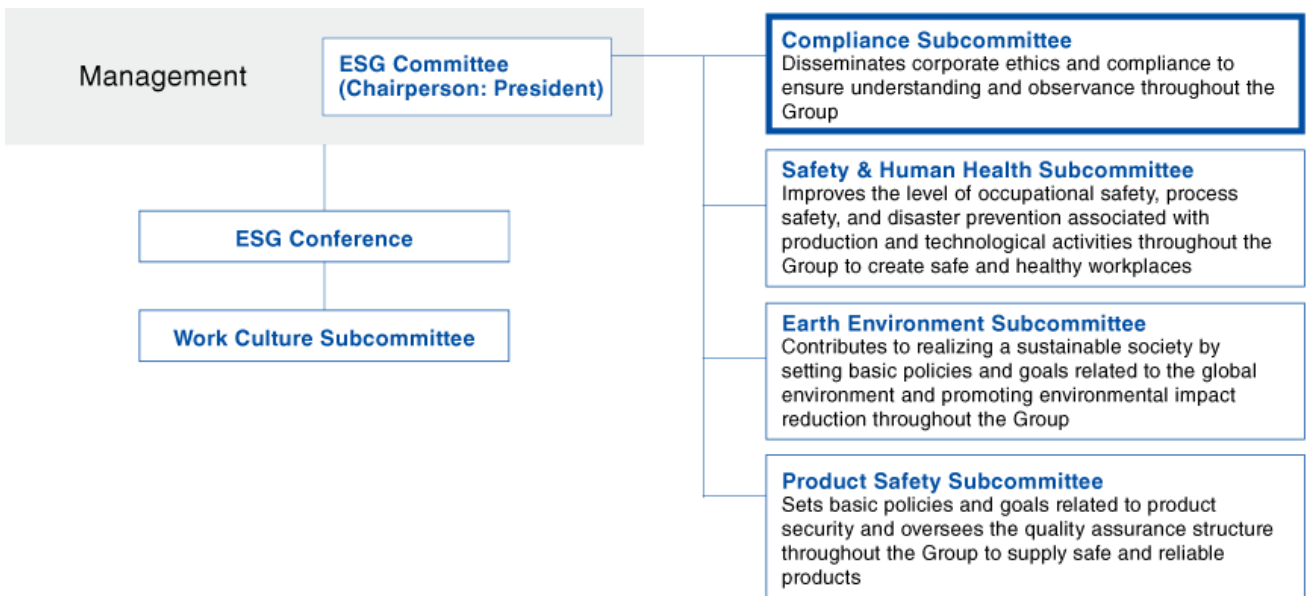 Management
ESG Committee
(Chairperson: President)
ESG Conference
Work Culture Subcommittee
Compliance Subcommittee
Disseminates corporate ethics and compliance to
ensure understanding and observance throughout the
Group
Safety & Human Health Subcommittee
Improves the level of occupational safety, process
safety, and disaster prevention associated with
production and technological activities throughout the
Group to create safe and healthy workplaces
Earth Environment Subcommittee
Contributes to realizing a sustainable society by
setting basic policies and goals related to the global
environment and promoting environmental impact
reduction throughout the Group
Product Safety Subcommittee
Sets basic policies and goals related to product
security and oversees the quality assurance structure
throughout the Group to supply safe and reliable
products